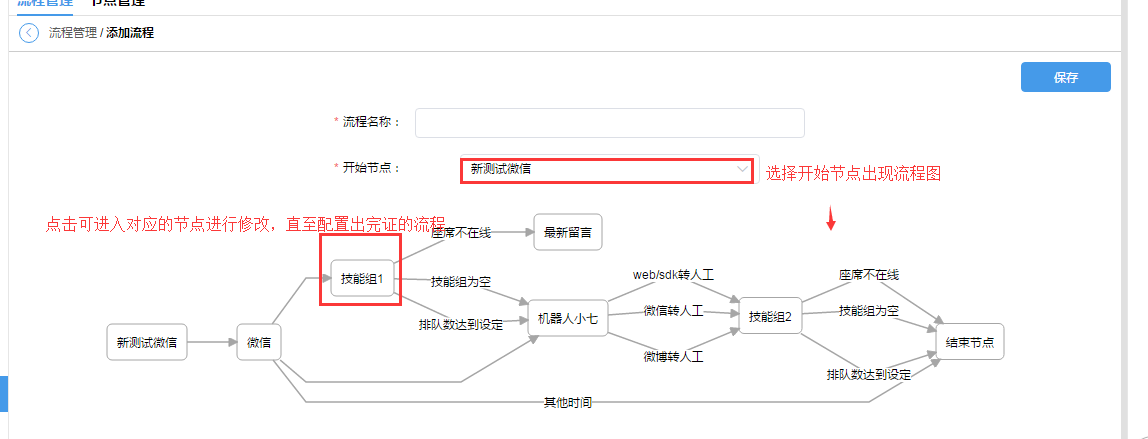 流程管理 节点管理
流程管理 / 添加流程
保存
* 流程名称：
* 开始节点：
新测试微信
选择开始节点出现流程图
点击可进入对应的节点进行修改，直至配置出完证的流程
座席不在线
最新留言
技能组1
技能组为空
排队数达到设定
web/sdk转人工
座席不在线
微信转人工
技能组为空
机器人小七
技能组2
新测试微信
微信
结束节点
微博转人工
排队数达到设定
其他时间